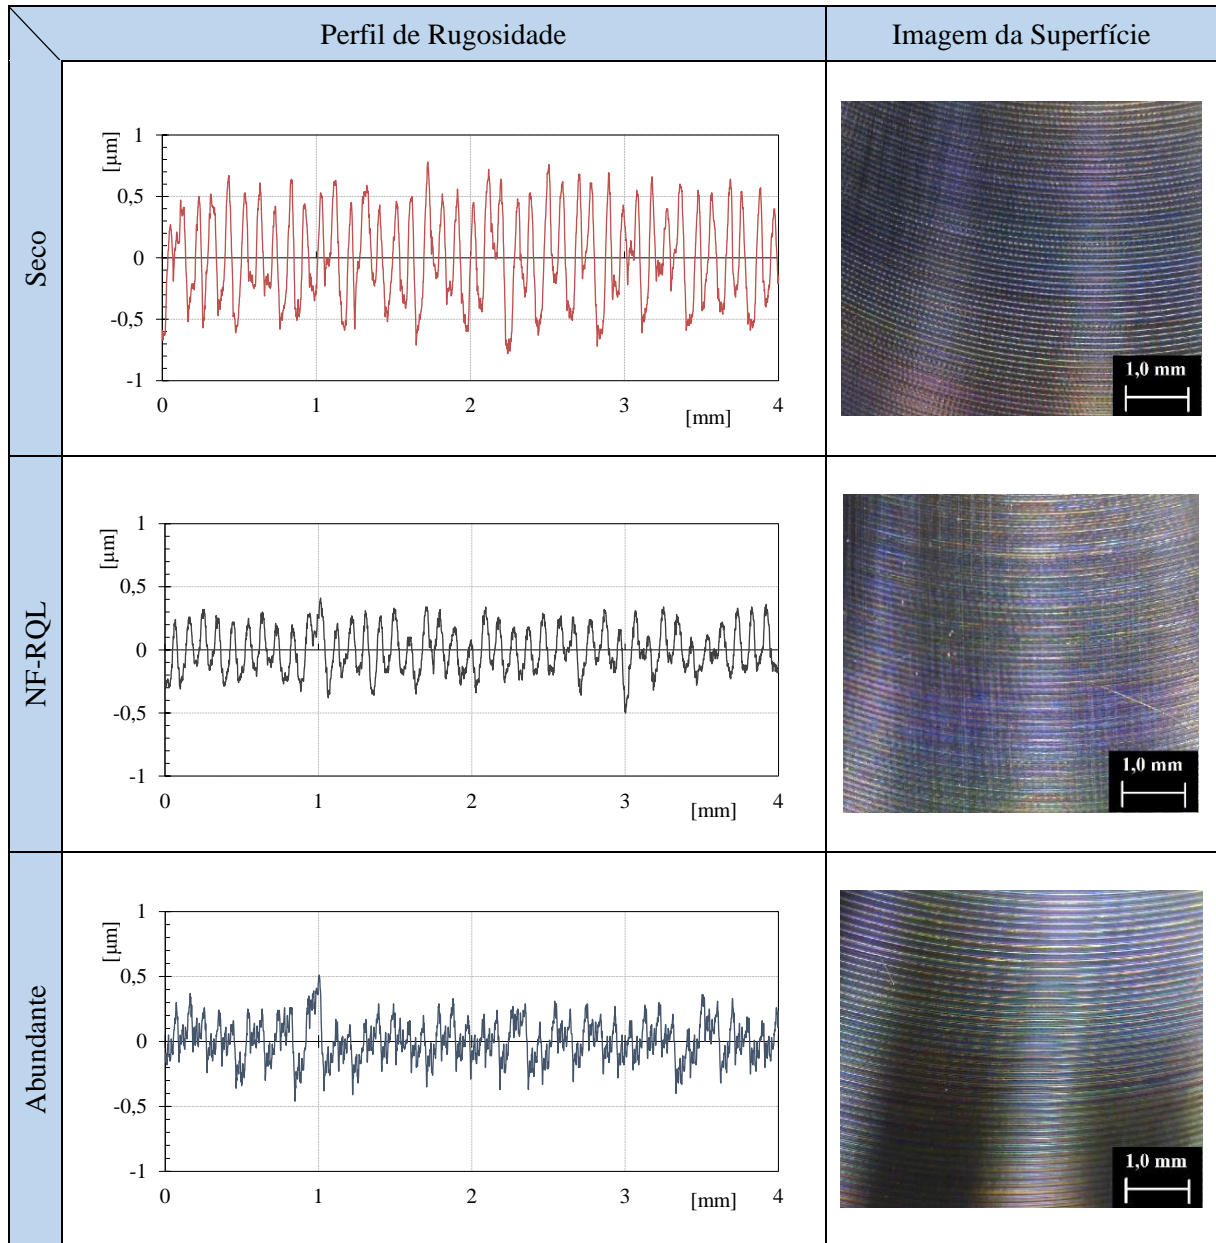 Perfil de Rugosidade
Imagem da Superfície
Seco
[µm]
1
0,5
0
-0,5
-1
0
1
2
3
4
[mm]
1,0 mm
NF-RQL
[µm]
1
0,5
0
-0,5
-1
0
1
2
3
4
[mm]
1,0 mm
Abundante
[µm]
1
0,5
0
-0,5
-1
0
1
2
3
4
[mm]
1,0 mm